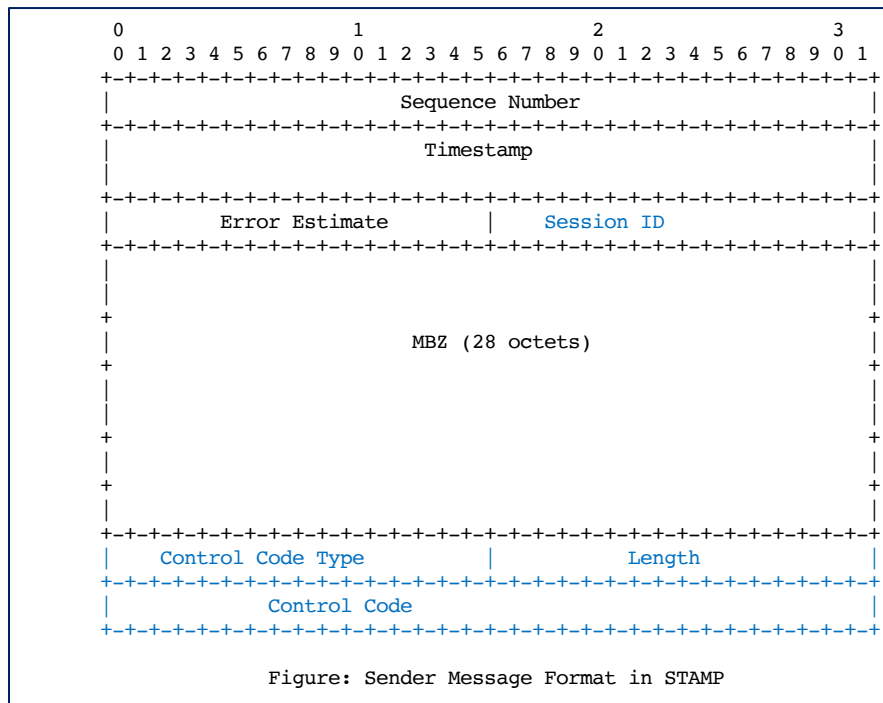 0                   1                   2                   3
0 1 2 3 4 5 6 7 8 9 0 1 2 3 4 5 6 7 8 9 0 1 2 3 4 5 6 7 8 9 0 1
+-+-+-+-+-+-+-+-+-+-+-+-+-+-+-+-+-+-+-+-+-+-+-+-+-+-+-+-+-+-+-+-+
|                        Sequence Number                        |
+-+-+-+-+-+-+-+-+-+-+-+-+-+-+-+-+-+-+-+-+-+-+-+-+-+-+-+-+-+-+-+-+
|                          Timestamp                            |
|                                                               |
+-+-+-+-+-+-+-+-+-+-+-+-+-+-+-+-+-+-+-+-+-+-+-+-+-+-+-+-+-+-+-+-+
|         Error Estimate        |    Session ID                 |
+-+-+-+-+-+-+-+-+-+-+-+-+-+-+-+-+-+-+-+-+-+-+-+-+-+-+-+-+-+-+-+-+
|                                                               |
|                                                               |
+                                                               +
|                         MBZ (28 octets)                       |
+                                                               +
|                                                               |
|                                                               |
+                                                               +
|                                                               |
+                                                               +
|                                                               |
+-+-+-+-+-+-+-+-+-+-+-+-+-+-+-+-+-+-+-+-+-+-+-+-+-+-+-+-+-+-+-+-+
|    Control Code Type          |           Length              |
+-+-+-+-+-+-+-+-+-+-+-+-+-+-+-+-+-+-+-+-+-+-+-+-+-+-+-+-+-+-+-+-+
|             Control Code                                      |
+-+-+-+-+-+-+-+-+-+-+-+-+-+-+-+-+-+-+-+-+-+-+-+-+-+-+-+-+-+-+-+-+
Figure: Sender Message Format in STAMP